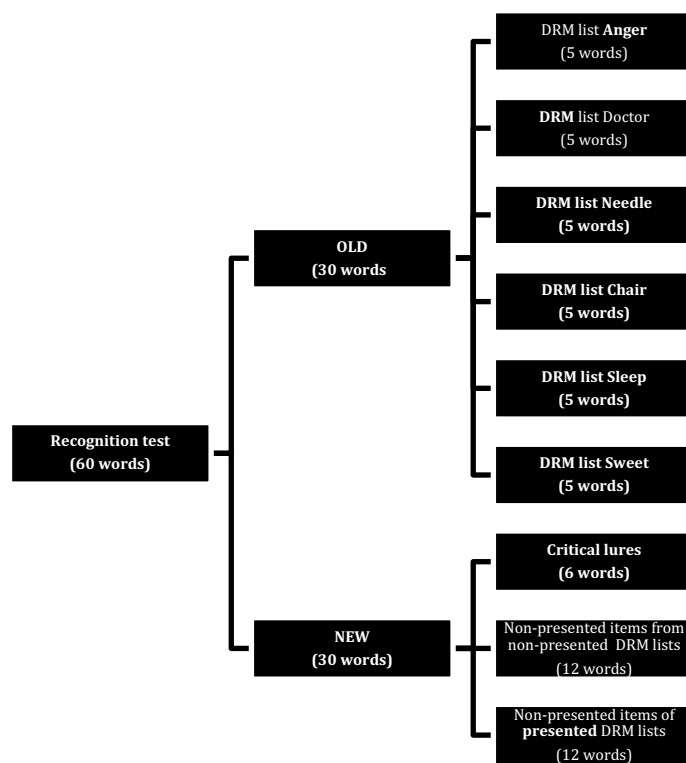 DRM list Anger
(5 words)
DRM list Doctor
(5 words)
DRM list Needle
(5 words)
OLD
(30 words
DRM list Chair
(5 words)
DRM list Sleep
(5 words)
Recognition test
(60 words)
DRM list Sweet
(5 words)
Critical lures
(6 words)
NEW
(30 words)
Non-presented items from
non-presented DRM lists
(12 words)
Non-presented items of
presented DRM lists
(12 words)